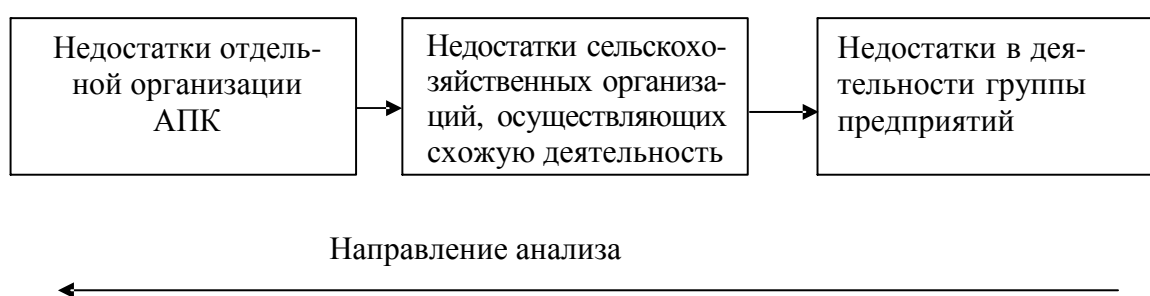 Недостатки отдель-
ной организации
АПК
Недостатки сельскохо-
зяйственных организа-
ций, осуществляющих
схожую деятельность
Недостатки в дея-
тельности группы
предприятий
Направление анализа